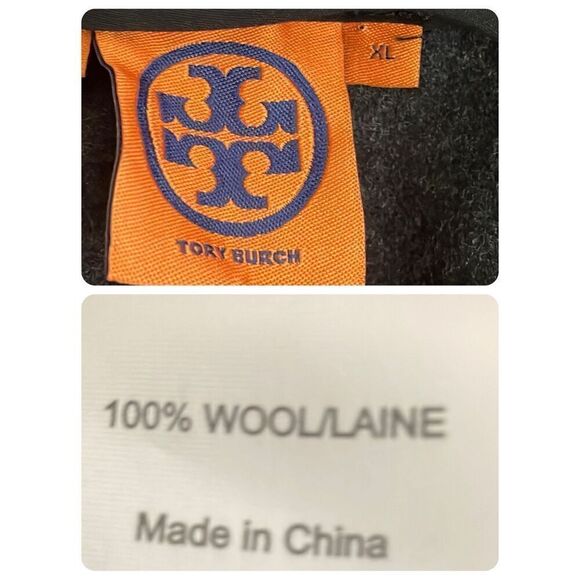 XL
TORY BURCH
100% WOOL/LAINE
Made in China